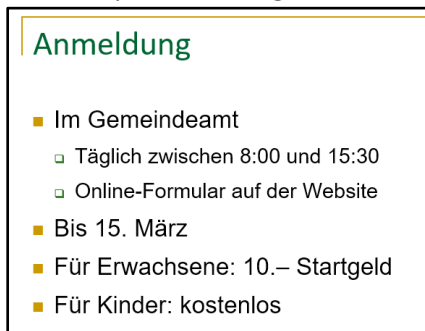 Anmeldung
Im Gemeindeamt
Täglich zwischen 8:00 und 15:30
Online-Formular auf der Website
Bis 15. März
Für Erwachsene: 10.– Startgeld
Für Kinder: kostenlos